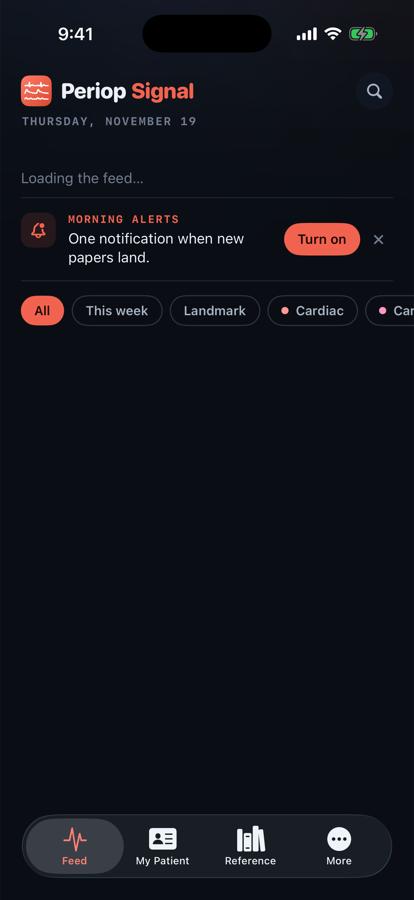 9:41
Periop Signal
THURSDAY, NOVEMBER 19
Loading the feed...
MORNING ALERTS
One notification when new
papers land.
Turn on
All
This week
Landmark
Cardiac
Feed
My Patient
Reference
More